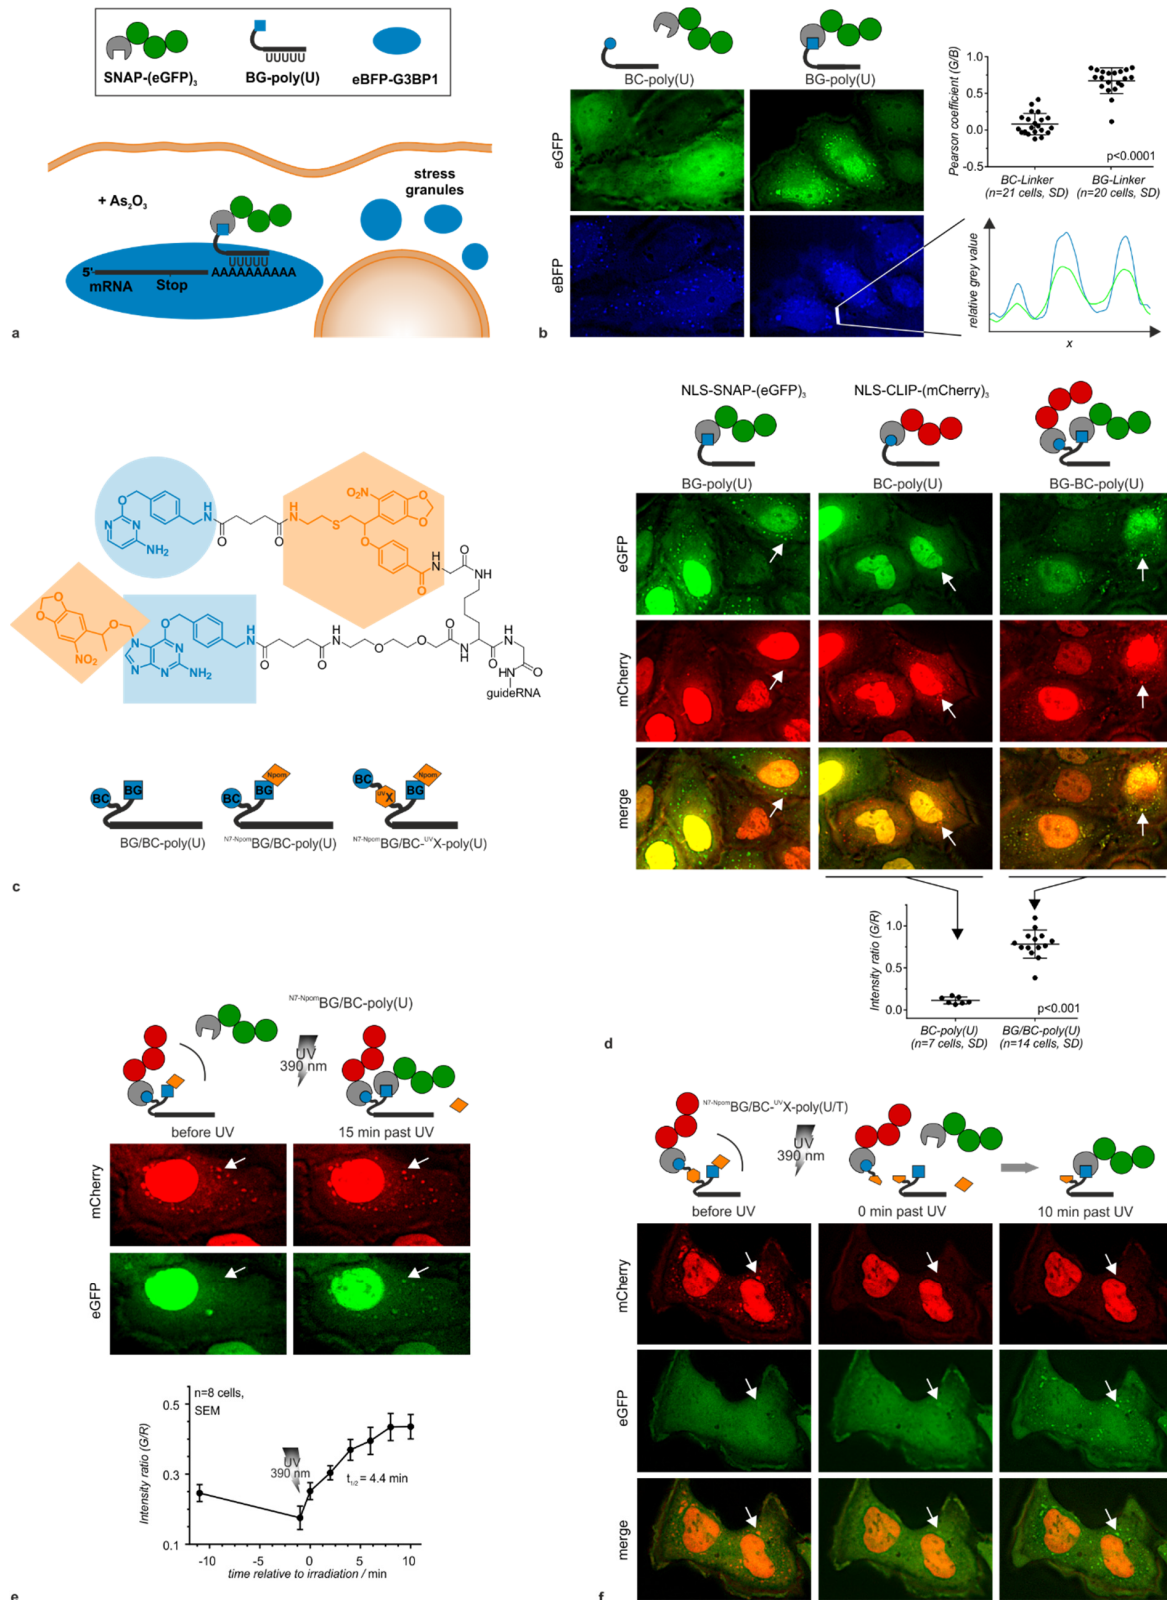 SNAP-(eGFP)₃
UUUUU
BG-poly(U)
eBFP-G3BP1
+ As₂O₃
stress
granules
UUUUU
5'
AAAAAAAAAA
mRNA
Stop
a
BC-poly(U)
BG-poly(U)
eGFP
eBFP
Pearson coefficient (G/B)
1.0
0.5
0.0
p<0.0001
BC-Linker
(n=21 cells, SD)
BG-Linker
(n=20 cells, SD)
relative grey value
x
b
O₂N
NH₂
NO₂
NH₂
guideRNA
BC
BG
BG/BC-poly(U)
BC
BG
Npom
N7-NpomBG/BC-poly(U)
BC
UVX
BG
Npom
N7-NpomBG/BC-UVX-poly(U)
c
NLS-SNAP-(eGFP)₃
NLS-CLIP-(mCherry)₃
BG-poly(U)
BC-poly(U)
BG-BC-poly(U)
eGFP
mCherry
merge
Intensity ratio (G/R)
1.0
0.5
0.0
p<0.001
BC-poly(U)
(n=7 cells, SD)
BG/BC-poly(U)
(n=14 cells, SD)
d
N7-NpomBG/BC-poly(U)
UV
390 nm
before UV
15 min past UV
mCherry
eGFP
n=8 cells,
SEM
Intensity ratio (G/R)
0.5
0.3
0.1
UV
390 nm
t1/2 = 4.4 min
-10
-5
0
5
10
time relative to irradiation / min
e
N7-NpomBG/BC-UVX-poly(U/T)
UV
390 nm
before UV
0 min past UV
10 min past UV
mCherry
eGFP
merge
f